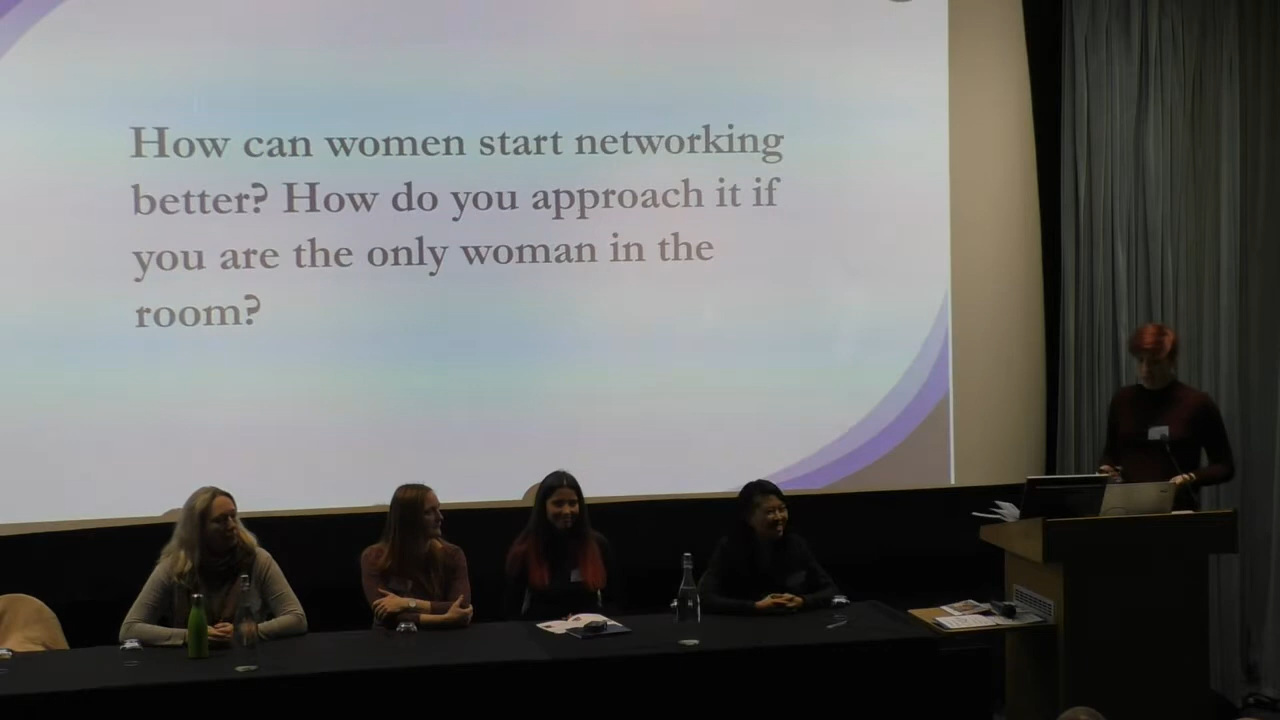 How can women start networking
better? How do you approach it if
you are the only woman in the
room?